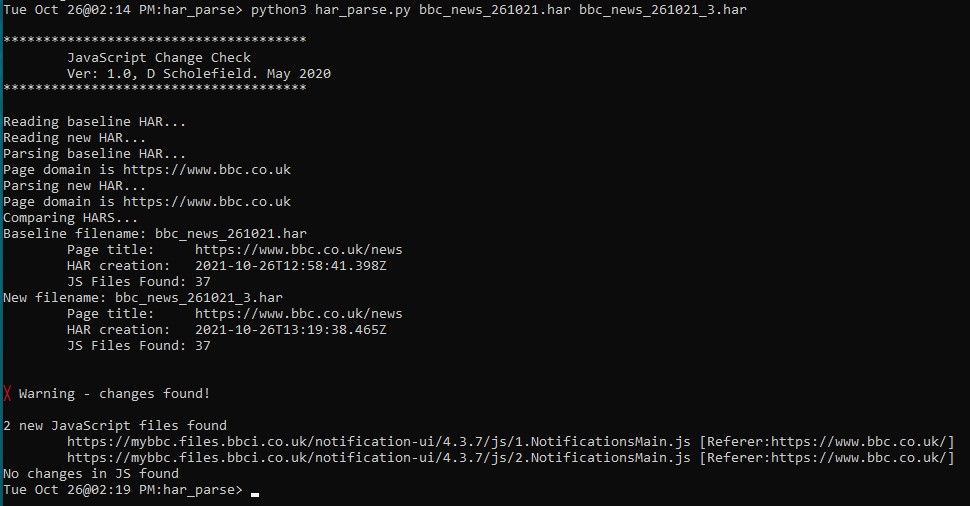 Tue Oct 26@02:14 PM:har_parse> python3 har_parse.py bbc_news_261021.har bbc_news_261021_3.har
**************************************
JavaScript Change Check
Ver: 1.0, D Scholefield. May 2020
**************************************
Reading baseline HAR...
Reading new HAR...
Parsing baseline HAR...
Page domain is https://www.bbc.co.uk
Parsing new HAR...
Page domain is https://www.bbc.co.uk
Comparing HARS...
Baseline filename: bbc_news_261021.har
Page title: https://www.bbc.co.uk/news
HAR creation: 2021-10-26T12:58:41.398Z
JS Files Found: 37
New filename: bbc_news_261021_3.har
Page title: https://www.bbc.co.uk/news
HAR creation: 2021-10-26T13:19:38.465Z
JS Files Found: 37
X Warning - changes found!
2 new JavaScript files found
https://mybbc.files.bbci.co.uk/notification-ui/4.3.7/js/1.NotificationsMain.js [Referer:https://www.bbc.co.uk/]
https://mybbc.files.bbci.co.uk/notification-ui/4.3.7/js/2.NotificationsMain.js [Referer:https://www.bbc.co.uk/]
No changes in JS found
Tue Oct 26@02:19 PM:har_parse>